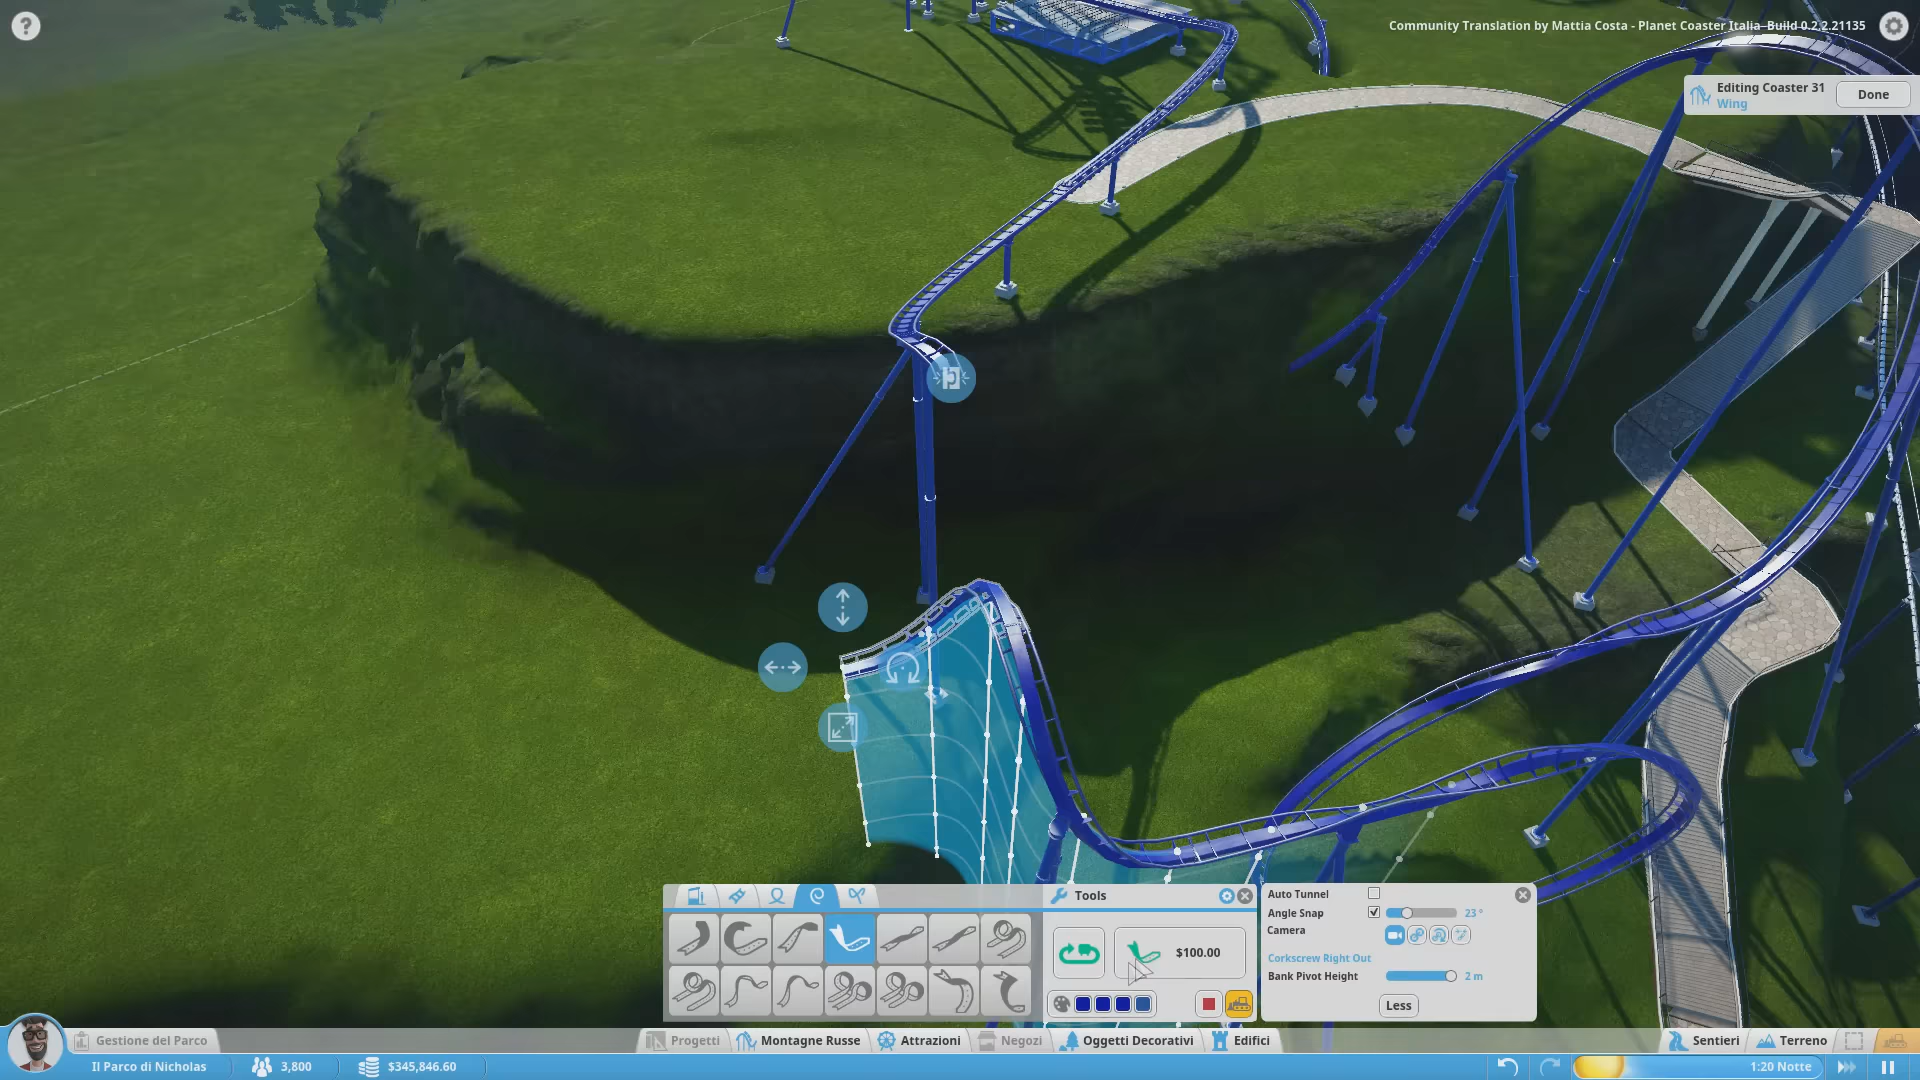 ?
Community Translation by Mattia Costa - Planet Coaster Italia Build 0.2.2.21135
Editing Coaster 31
Wing
Done
Tools
$100.00
Auto Tunnel
Angle Snap
23 °
Camera
Corkscrew Right Out
Bank Pivot Height
2 m
Less
Gestione del Parco
Progetti
Montagne Russe
Attrazioni
Negozi
Oggetti Decorativi
Edifici
Sentieri
Terreno
Il Parco di Nicholas
3,800
$345,846.60
1:20 Notte